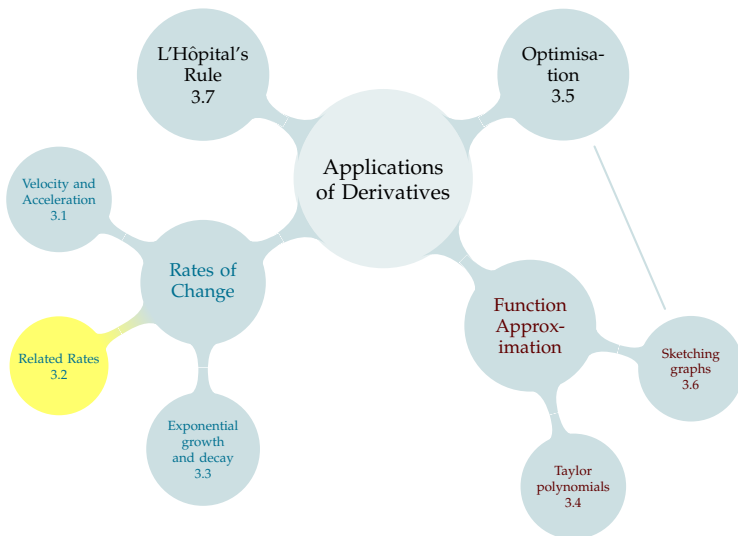 L'Hôpital's
Rule
3.7
Optimisa-
tion
3.5
Applications
of Derivatives
Velocity and
Acceleration
3.1
Rates of
Change
Related Rates
3.2
Exponential
growth
and decay
3.3
Function
Approx-
imation
Sketching
graphs
3.6
Taylor
polynomials
3.4